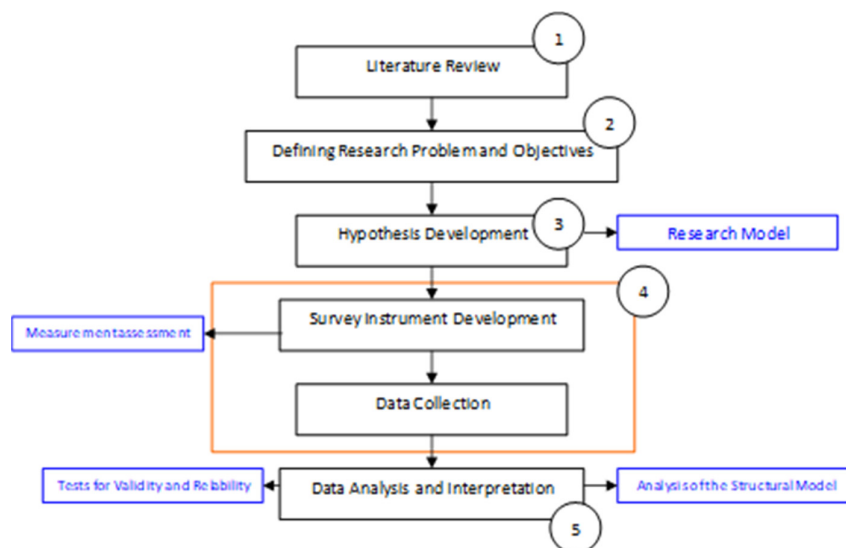 1
Literature Review
2
Defining Research Problem and Objectives
3
Hypothesis Development
Research Model
4
Survey Instrument Development
Measurement assessment
Data Collection
Tests for Validity and Relability
Data Analysis and Interpretation
Analysis of the Structural Model
5